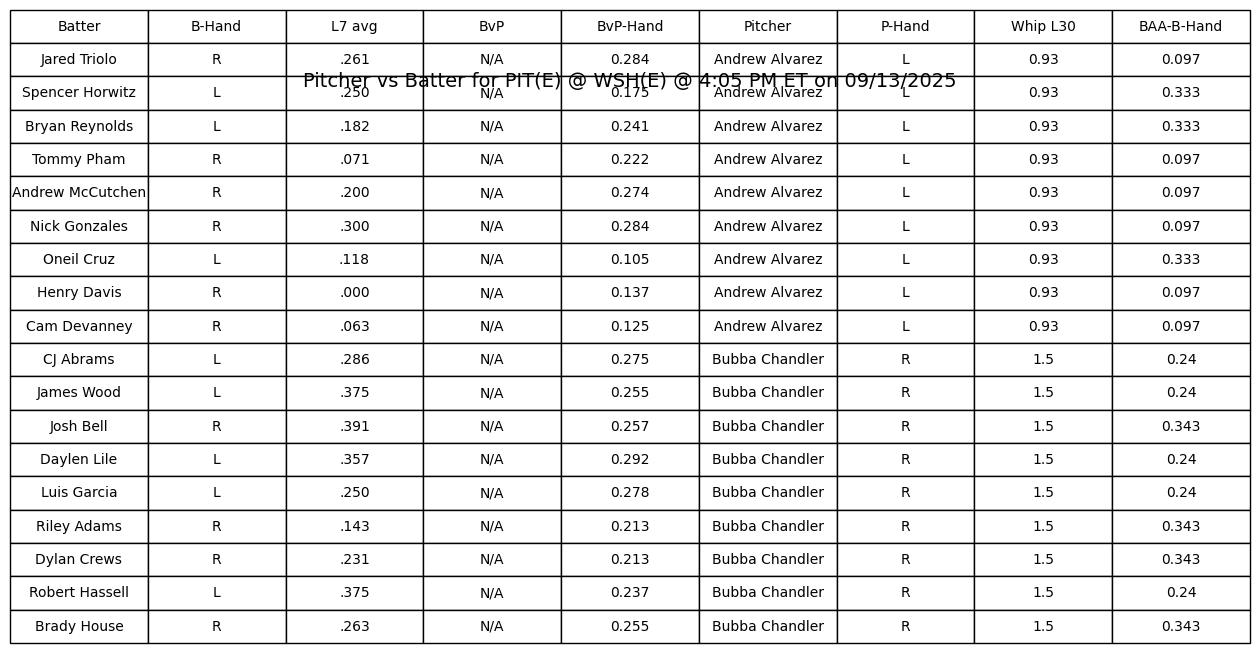 Batter B-Hand L7 avg BvP BvP-Hand Pitcher P-Hand Whip L30 BAA-B-Hand
Jared Triolo R .261 N/A 0.284 Andrew Alvarez L 0.93 0.097
Pitcher vs Batter for PIT(E) @ WSH(E) @ 4:05 PM ET on 09/13/2025
Spencer Horwitz L .250 N/A 0.175 Andrew Alvarez L 0.93 0.333
Bryan Reynolds L .182 N/A 0.241 Andrew Alvarez L 0.93 0.333
Tommy Pham R .071 N/A 0.222 Andrew Alvarez L 0.93 0.097
Andrew McCutchen R .200 N/A 0.274 Andrew Alvarez L 0.93 0.097
Nick Gonzales R .300 N/A 0.284 Andrew Alvarez L 0.93 0.097
Oneil Cruz L .118 N/A 0.105 Andrew Alvarez L 0.93 0.333
Henry Davis R .000 N/A 0.137 Andrew Alvarez L 0.93 0.097
Cam Devanney R .063 N/A 0.125 Andrew Alvarez L 0.93 0.097
CJ Abrams L .286 N/A 0.275 Bubba Chandler R 1.5 0.24
James Wood L .375 N/A 0.255 Bubba Chandler R 1.5 0.24
Josh Bell R .391 N/A 0.257 Bubba Chandler R 1.5 0.343
Daylen Lile L .357 N/A 0.292 Bubba Chandler R 1.5 0.24
Luis Garcia L .250 N/A 0.278 Bubba Chandler R 1.5 0.24
Riley Adams R .143 N/A 0.213 Bubba Chandler R 1.5 0.343
Dylan Crews R .231 N/A 0.213 Bubba Chandler R 1.5 0.343
Robert Hassell L .375 N/A 0.237 Bubba Chandler R 1.5 0.24
Brady House R .263 N/A 0.255 Bubba Chandler R 1.5 0.343